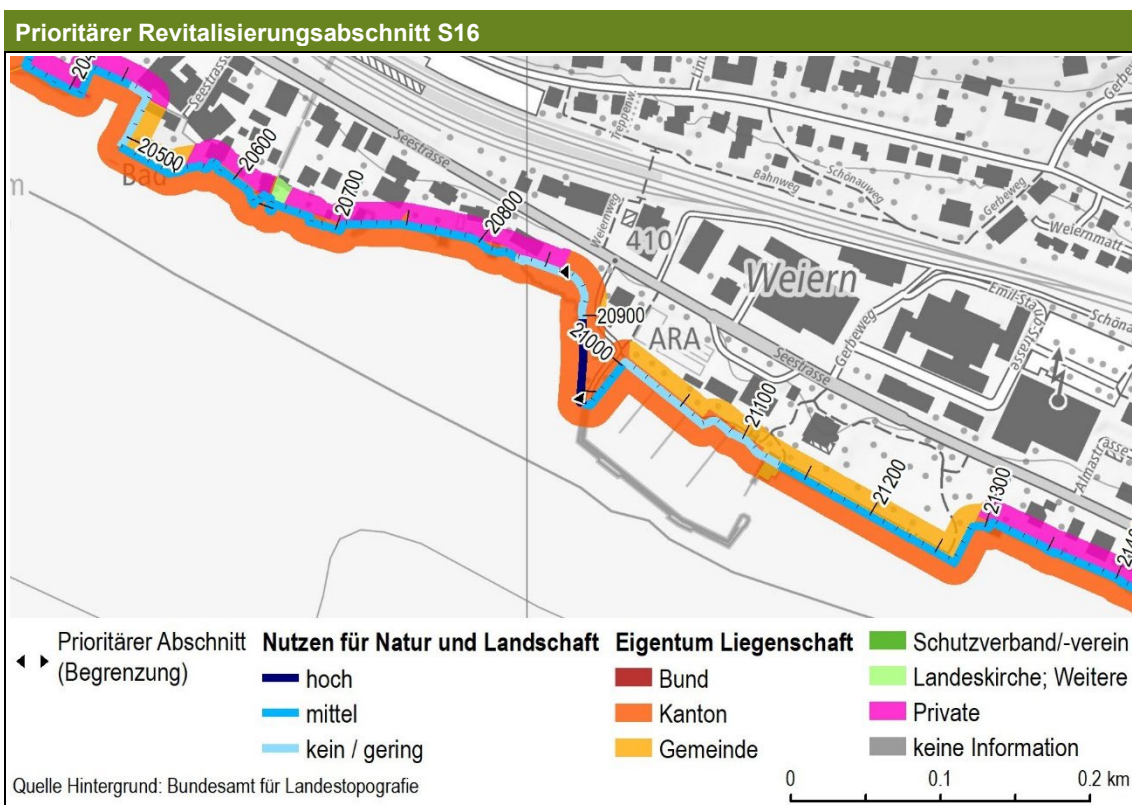 Prioritärer Revitalisierungsabschnitt S16
Seestrasse
20500
Bad
20600
20700
20800
Seestrasse
Treppenw.
Bahnweg
Schönauweg
Gerbeweg
Gerbeweg
Weiernmatt
Weiernweg
410
Weiern
Emil-Staub-Strasse
Schöna
20900
21000
ARA
Seestrasse
Gerbeweg
21100
21200
21300
Almastrasse
Prioritärer Abschnitt
(Begrenzung)
Nutzen für Natur und Landschaft
hoch
mittel
kein / gering
Eigentum Liegenschaft
Bund
Kanton
Gemeinde
Schutzverband/-verein
Landeskirche; Weitere
Private
keine Information
Quelle Hintergrund: Bundesamt für Landestopografie
0 0.1 0.2 km